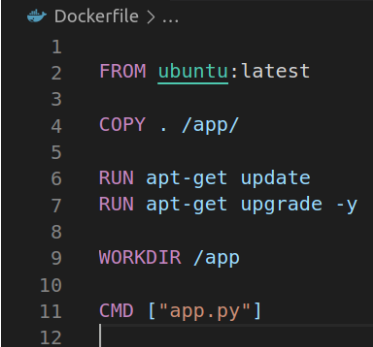 Dockerfile > ...
1
2 FROM ubuntu:latest
3
4 COPY . /app/
5
6 RUN apt-get update
7 RUN apt-get upgrade -y
8
9 WORKDIR /app
10
11 CMD ["app.py"]
12